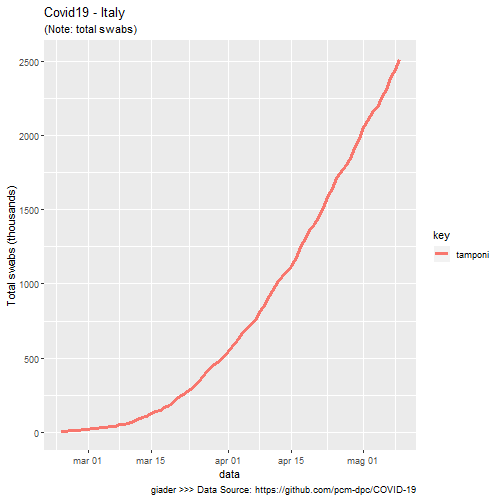 Covid19 - Italy
(Note: total swabs)
2500
2000
1500
1000
500
0
Total swabs (thousands)
mar 01
mar 15
apr 01
apr 15
mag 01
data
key
tamponi
giader >>> Data Source: https://github.com/pcm-dpc/COVID-19